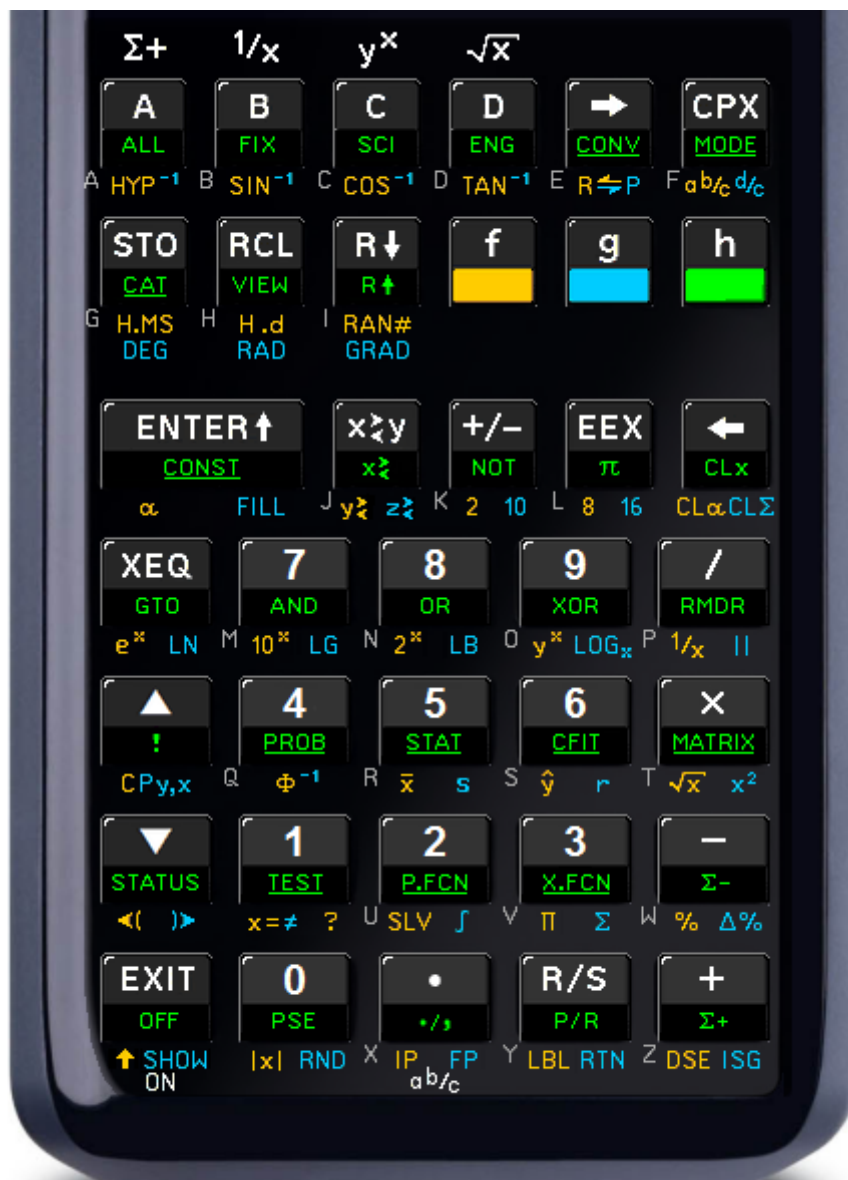 Σ+ 1/x yˣ √x
A B C D ➡ CPX
ALL FIX SCI ENG CONV MODE
A HYP⁻¹ B SIN⁻¹ C COS⁻¹ D TAN⁻¹ E R⇆P F a b/c d/c
STO RCL R↓ f g h
CAT VIEW R↑
G H.MS H H.d I RAN#
DEG RAD GRAD
ENTER↑ x≷y +/− EEX ⬅
CONST x≷ NOT π CLx
α FILL J y≷ z≷ K 2 10 L 8 16 CLα CLΣ
XEQ 7 8 9 /
GTO AND OR XOR RMDR
eˣ LN M 10ˣ LG N 2ˣ LB O yˣ LOGₓ P 1/x ||
▲ 4 5 6 ×
! PROB STAT CFIT MATRIX
CPy,x Q Φ⁻¹ R x̄ s S ŷ r T √x x²
▼ 1 2 3 −
STATUS TEST P.FCN X.FCN Σ−
◄( )► x=≠ ? U SLV ∫ V Π Σ W % Δ%
EXIT 0 . R/S +
OFF PSE ./, P/R Σ+
↑ SHOW |x| RND X IP FP Y LBL RTN Z DSE ISG
ON a b/c